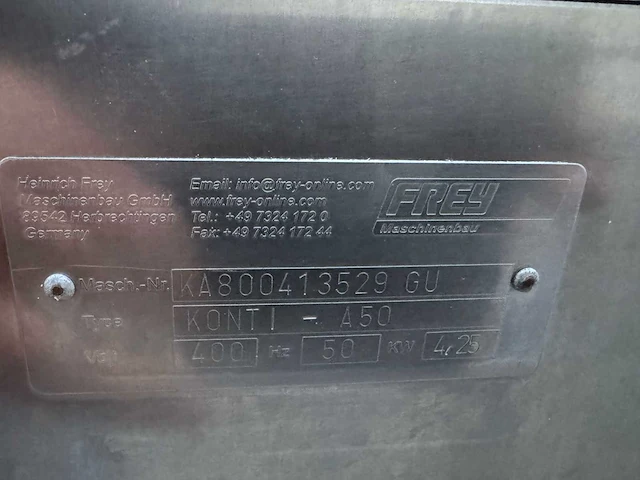 Heinrich Frey
Maschinenbau GmbH
89542 Herbrechtingen
Germany
Email: info@frey-online.com
www.frey-online.com
Tel.: +49 7324 172 0
Fax: +49 7324 172 44
FREY
Maschinenbau
Masch.-Nr. KA800413529 GU
Type KONTI - A50
Volt 400 Hz 50 KW 4,25